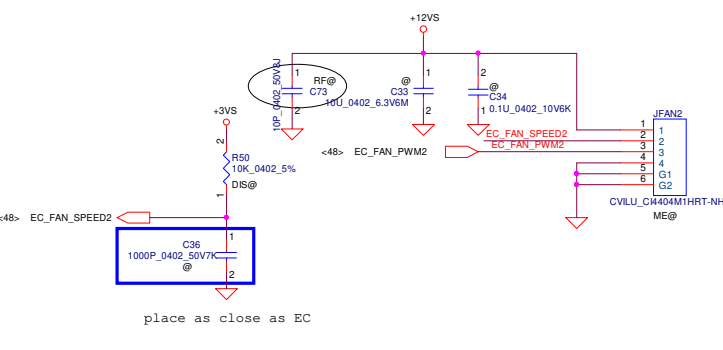 +12VS
10P_0402_50V8J
1
RF@
C73
2
@
1
C33
10U_0402_6.3V6M
2
2
@
C34
1
0.1U_0402_10V6K
+3VS
2
R50
10K_0402_5%
DIS@
1
JFAN2
EC_FAN_SPEED2
EC_FAN_PWM2
<48> EC_FAN_PWM2
1
2
3
4
5
6
1
2
3
4
G1
G2
CVILU_CI4404M1HRT-NH
ME@
<48> EC_FAN_SPEED2
C36
1000P_0402_50V7K
@
1
2
place as close as EC